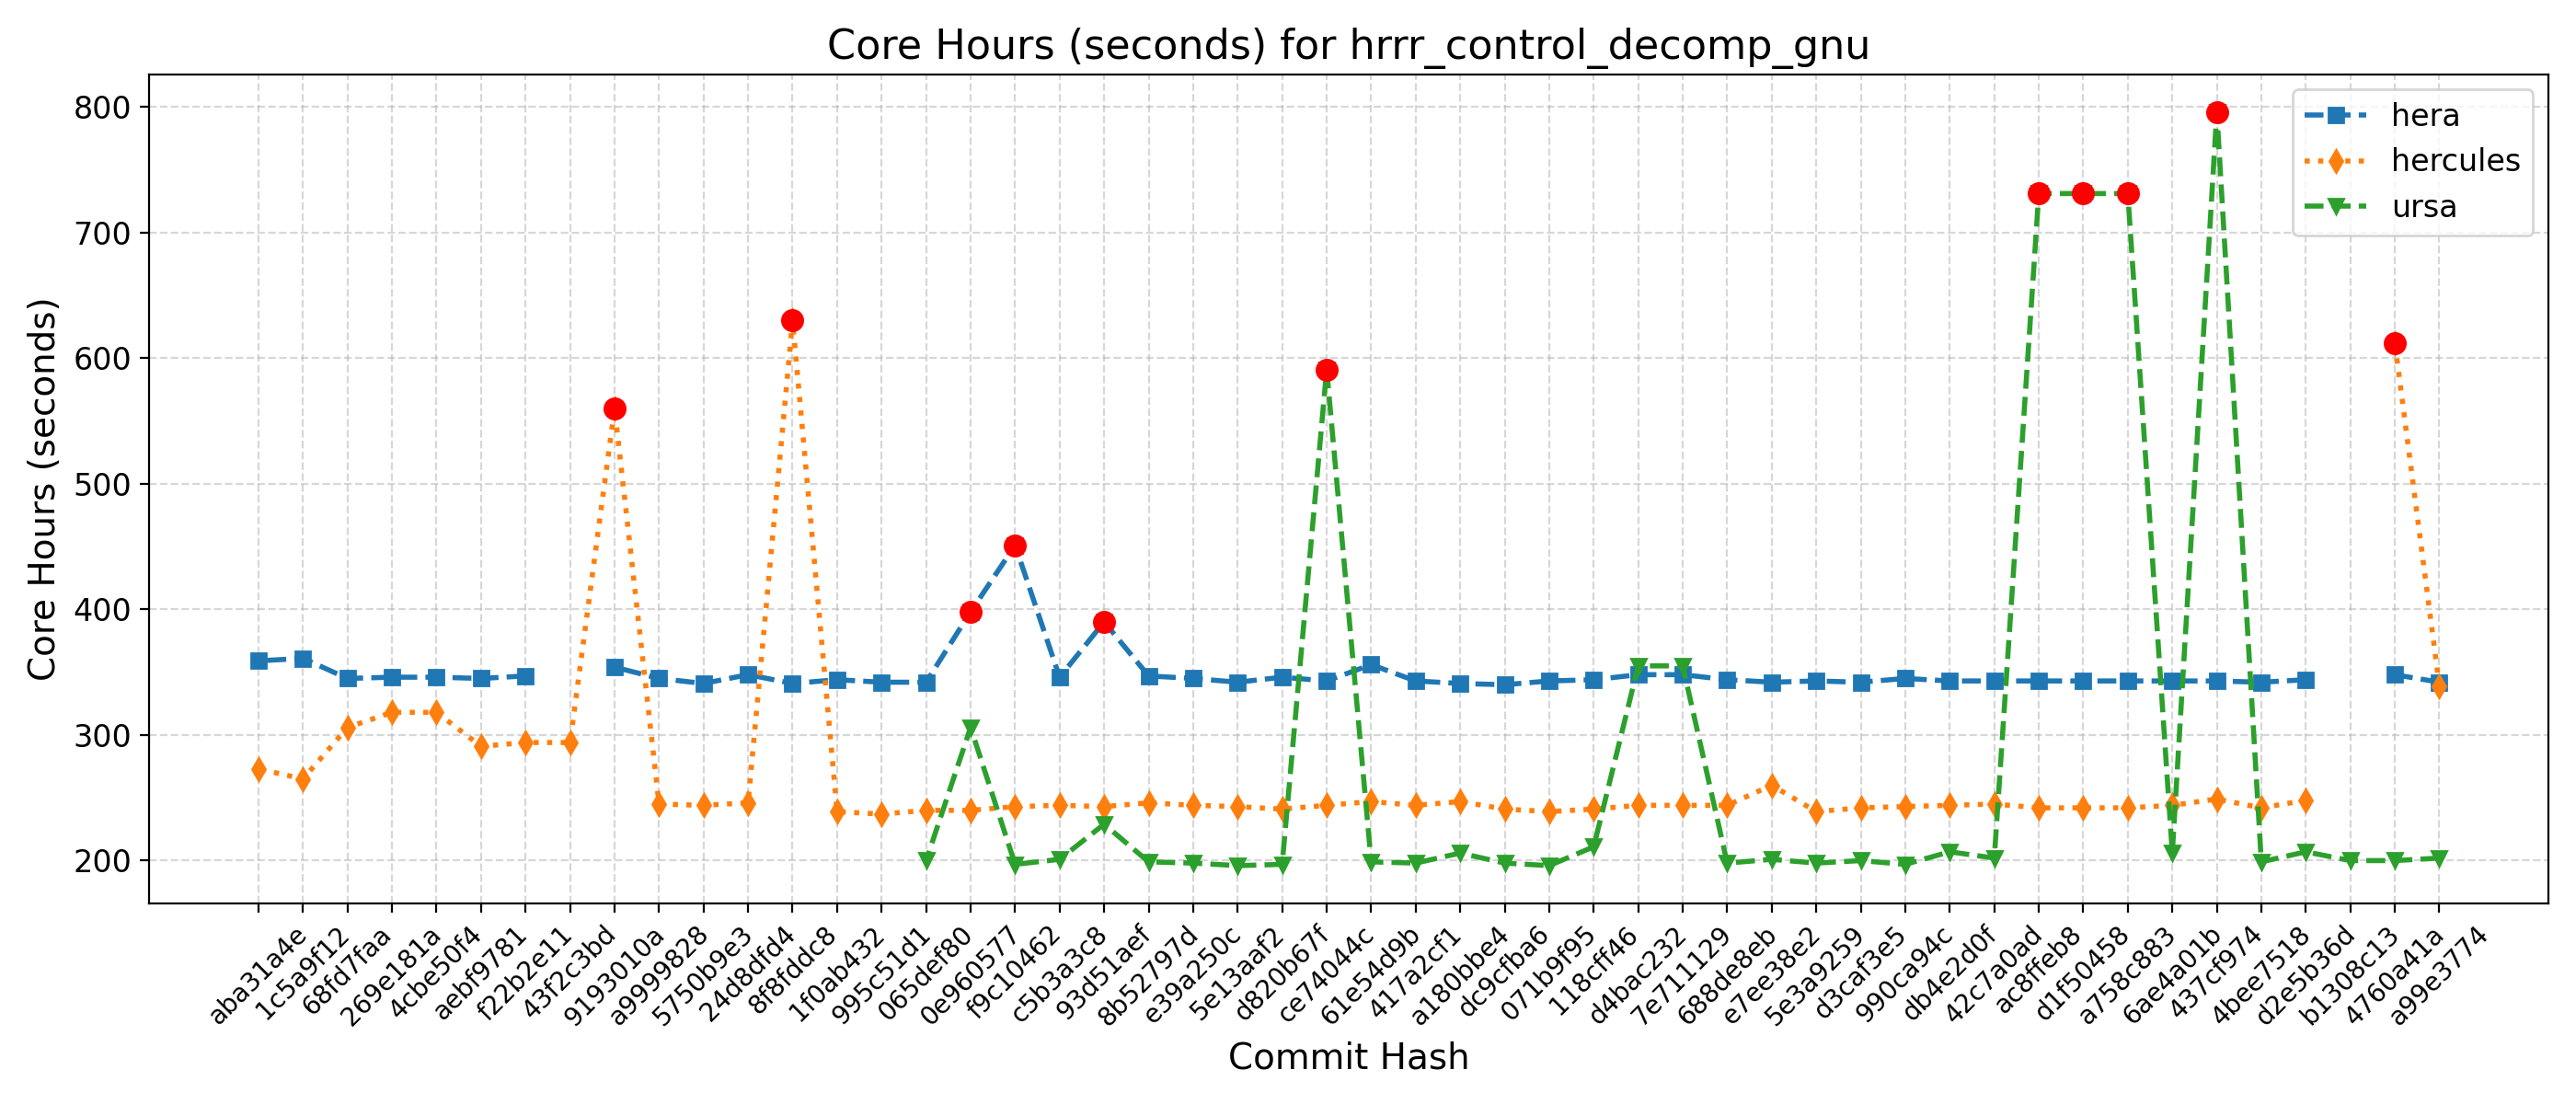 Core Hours (seconds) for hrrr_control_decomp_gnu
Core Hours (seconds)
800
700
600
500
400
300
200
hera
hercules
ursa
aba31a4e
1c5a9f12
68fd7faa
269e181a
4cbe50f4
aebf9781
f22b2e11
43f2c3bd
9193010a
a9999828
5750b9e3
24d8dfd4
8f8fddc8
1f0ab432
995c51d1
065def80
0e960577
f9c10462
c5b3a3c8
93d51aef
8b52797d
e39a250c
5e13aaf2
d820b67f
ce74044c
61e54d9b
417a2cf1
a180bbe4
dc9cfba6
071b9f95
118cff46
d4bac232
7e711129
688de8eb
e7ee38e2
5e3a9259
d3caf3e5
990ca94c
db4e2d0f
42c7a0ad
ac8ffeb8
d1f50458
a758c883
6ae4a01b
437cf974
4bee7518
d2e5b36d
b1308c13
4760a41a
a99e3774
Commit Hash